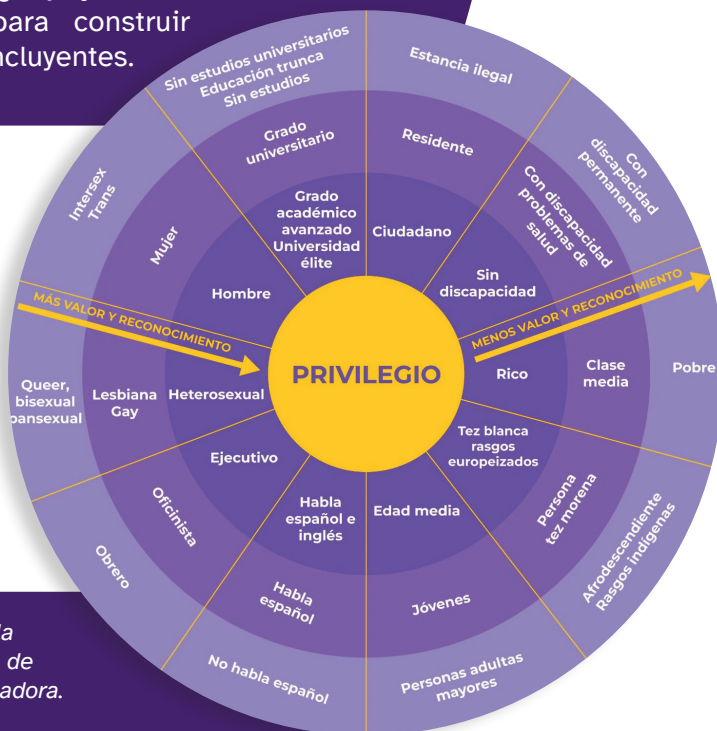 para construir
ncluyentes.
Sin estudios universitarios
Educación trunca
Sin estudios
Estancia ilegal
Con
discapacidad
permanente
Pobre
Afrodescendiente
Rasgos indígenas
Personas adultas
mayores
No habla español
Obrero
Queer,
bisexual
pansexual
Intersex
Trans
Grado
universitario
Residente
Con discapacidad
problemas de
salud
Clase
media
Persona
tez morena
Jóvenes
Habla
español
Oficinista
Lesbiana
Gay
Mujer
Grado
académico
avanzado
Universidad
élite
Ciudadano
Sin
discapacidad
Rico
Tez blanca
rasgos
europeizados
Edad media
Habla
español e
inglés
Ejecutivo
Heterosexual
Hombre
MÁS VALOR Y RECONOCIMIENTO
MENOS VALOR Y RECONOCIMIENTO
PRIVILEGIO
la
de
adora.